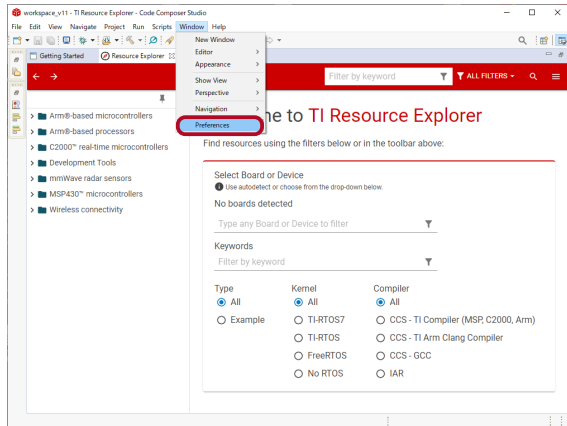 workspace_v11 - TI Resource Explorer - Code Composer Studio
File Edit View Navigate Project Run Scripts Window Help
New Window
Editor
Appearance
Show View
Perspective
Navigation
Preferences
Getting Started
Resource Explorer
Filter by keyword
ALL FILTERS
Arm®-based microcontrollers
Arm®-based processors
C2000™ real-time microcontrollers
Development Tools
mmWave radar sensors
MSP430™ microcontrollers
Wireless connectivity
e to TI Resource Explorer
Find resources using the filters below or in the toolbar above:
Select Board or Device
Use autodetect or choose from the drop-down below.
No boards detected
Type any Board or Device to filter
Keywords
Filter by keyword
Type Kernel Compiler
All All All
Example TI-RTOS7 CCS - TI Compiler (MSP, C2000, Arm)
TI-RTOS CCS - TI Arm Clang Compiler
FreeRTOS CCS - GCC
No RTOS IAR